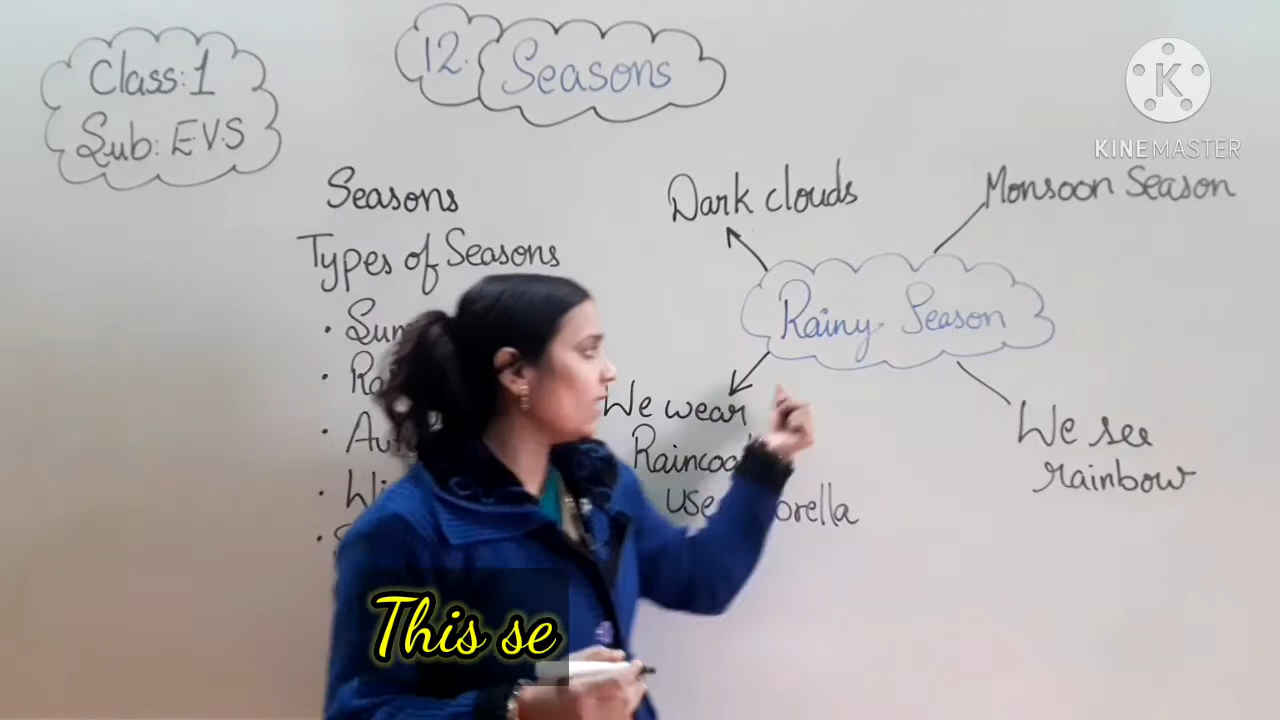 Class: 1
Sub: E.V.S
12. Seasons
KINEMASTER
Seasons
Types of Seasons
Dark clouds
Monsoon Season
Rainy Season
We wear
We see
rainbow
use
This se